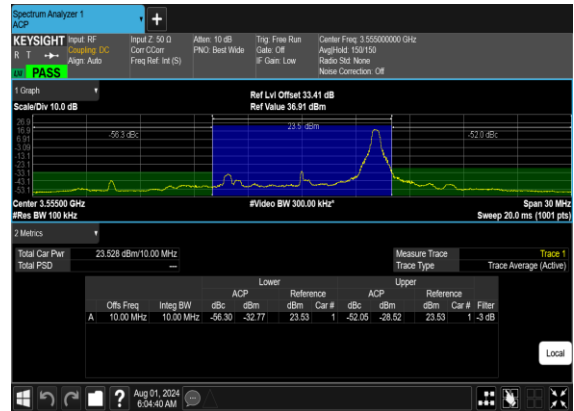 Spectrum Analyzer 1
ACP
KEYSIGHT Input: RF Input Z: 50 Ω Atten: 10 dB Trig: Free Run Center Freq: 3.555000000 GHz
R T Coupling: DC Corr CCorr PNO: Best Wide Gate: Off Avg|Hold: 150/150
Align: Auto Freq Ref: Int (S) IF Gain: Low Radio Std: None
LXI PASS Noise Correction: Off
1 Graph
Scale/Div 10.0 dB
Ref Lvl Offset 33.41 dB
Ref Value 36.91 dBm
26.9
16.9
6.91
-3.09
-13.1
-23.1
-33.1
-43.1
-53.1
-56.3 dBc
23.5 dBm
-52.0 dBc
Center 3.55500 GHz #Video BW 300.00 kHz* Span 30 MHz
#Res BW 100 kHz Sweep 20.0 ms (1001 pts)
2 Metrics
Total Car Pwr 23.528 dBm/10.00 MHz Measure Trace Trace 1
Total PSD --- Trace Type Trace Average (Active)
Lower Upper
ACP Reference ACP Reference
Offs Freq Integ BW dBc dBm dBm Car # dBc dBm dBm Car # Filter
A 10.00 MHz 10.00 MHz -56.30 -32.77 23.53 1 -52.05 -28.52 23.53 1 -3 dB
Local
? Aug 01, 2024
6:04:40 AM